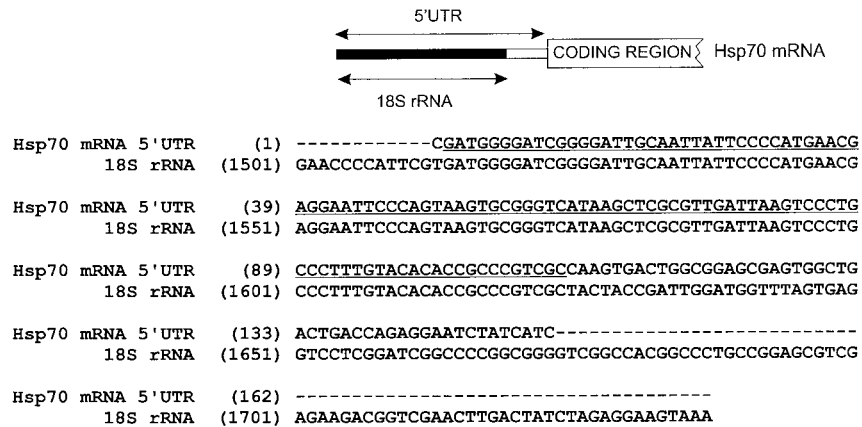 5'UTR
CODING REGION Hsp70 mRNA
18S rRNA
Hsp70 mRNA 5'UTR (1) ------------CGATGGGGATCGGGGATTGCAATTATTCCCCATGAACG
18S rRNA (1501) GAACCCCATTCGTGATGGGGATCGGGGATTGCAATTATTCCCCATGAACG
Hsp70 mRNA 5'UTR (39) AGGAATTCCCAGTAAGTGCGGGTCATAAGCTCGCGTTGATTAAGTCCCTG
18S rRNA (1551) AGGAATTCCCAGTAAGTGCGGGTCATAAGCTCGCGTTGATTAAGTCCCTG
Hsp70 mRNA 5'UTR (89) CCCTTTGTACACACCGCCCGTCGCCAAGTGACTGGCGGAGCGAGTGGCTG
18S rRNA (1601) CCCTTTGTACACACCGCCCGTCGCTACTACCGATTGGATGGTTTAGTGAG
Hsp70 mRNA 5'UTR (133) ACTGACCAGAGGAATCTATCATC---------------------------
18S rRNA (1651) GTCCTCGGATCGGCCCCGGCGGGGTCGGCCACGGCCCTGCCGGAGCGTCG
Hsp70 mRNA 5'UTR (162) -------------------------------------
18S rRNA (1701) AGAAGACGGTCGAACTTGACTATCTAGAGGAAGTAAA